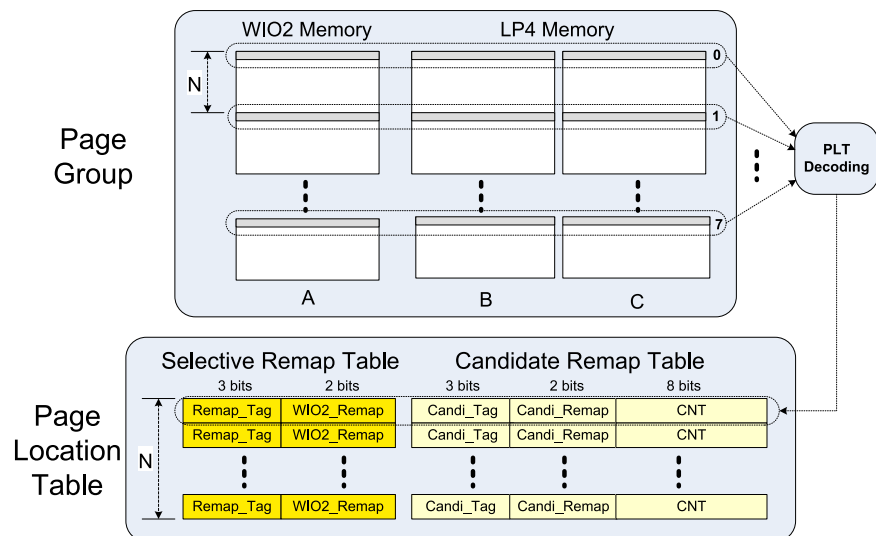 WIO2 Memory LP4 Memory
0
N
1
Page
Group
PLT
Decoding
7
A B C
Selective Remap Table Candidate Remap Table
3 bits 2 bits 3 bits 2 bits 8 bits
Remap_Tag WIO2_Remap Candi_Tag Candi_Remap CNT
Remap_Tag WIO2_Remap Candi_Tag Candi_Remap CNT
Page
Location
Table
N
Remap_Tag WIO2_Remap Candi_Tag Candi_Remap CNT